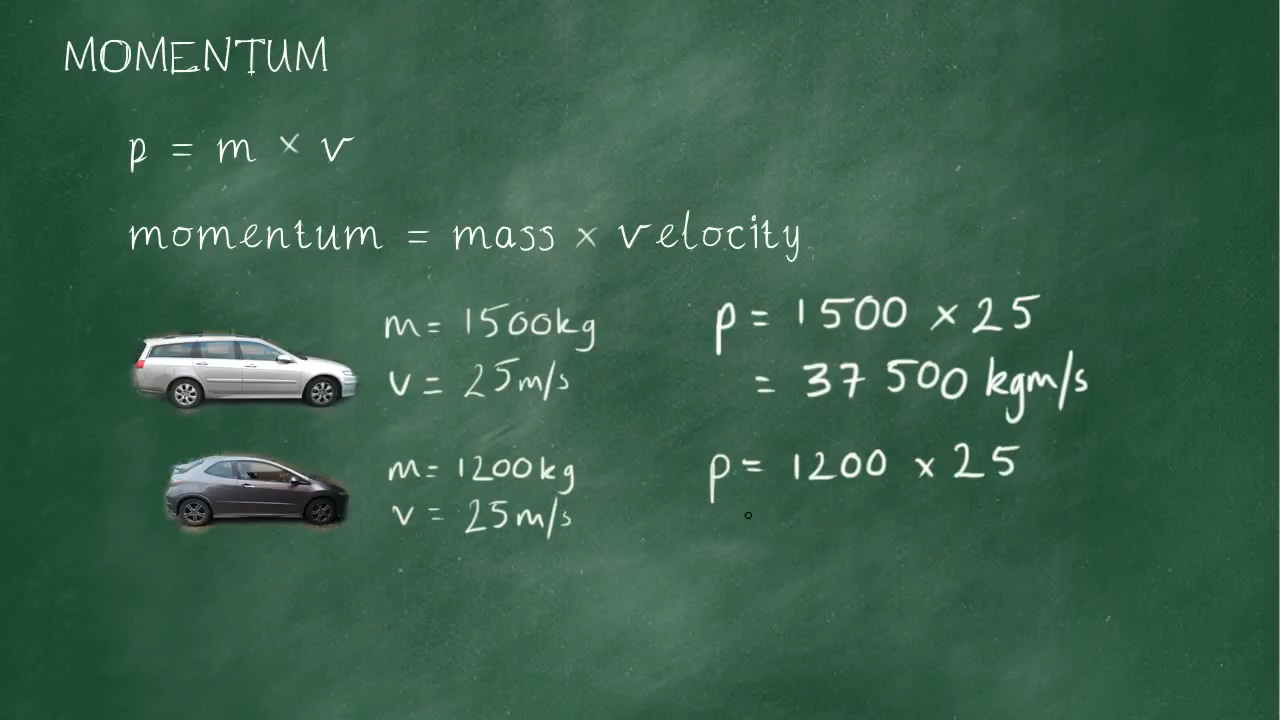 MOMENTUM
p = m × v
momentum = mass × velocity
m = 1500kg
v = 25m/s
p = 1500 × 25
= 37 500 kgm/s
m = 1200kg
v = 25m/s
p = 1200 × 25